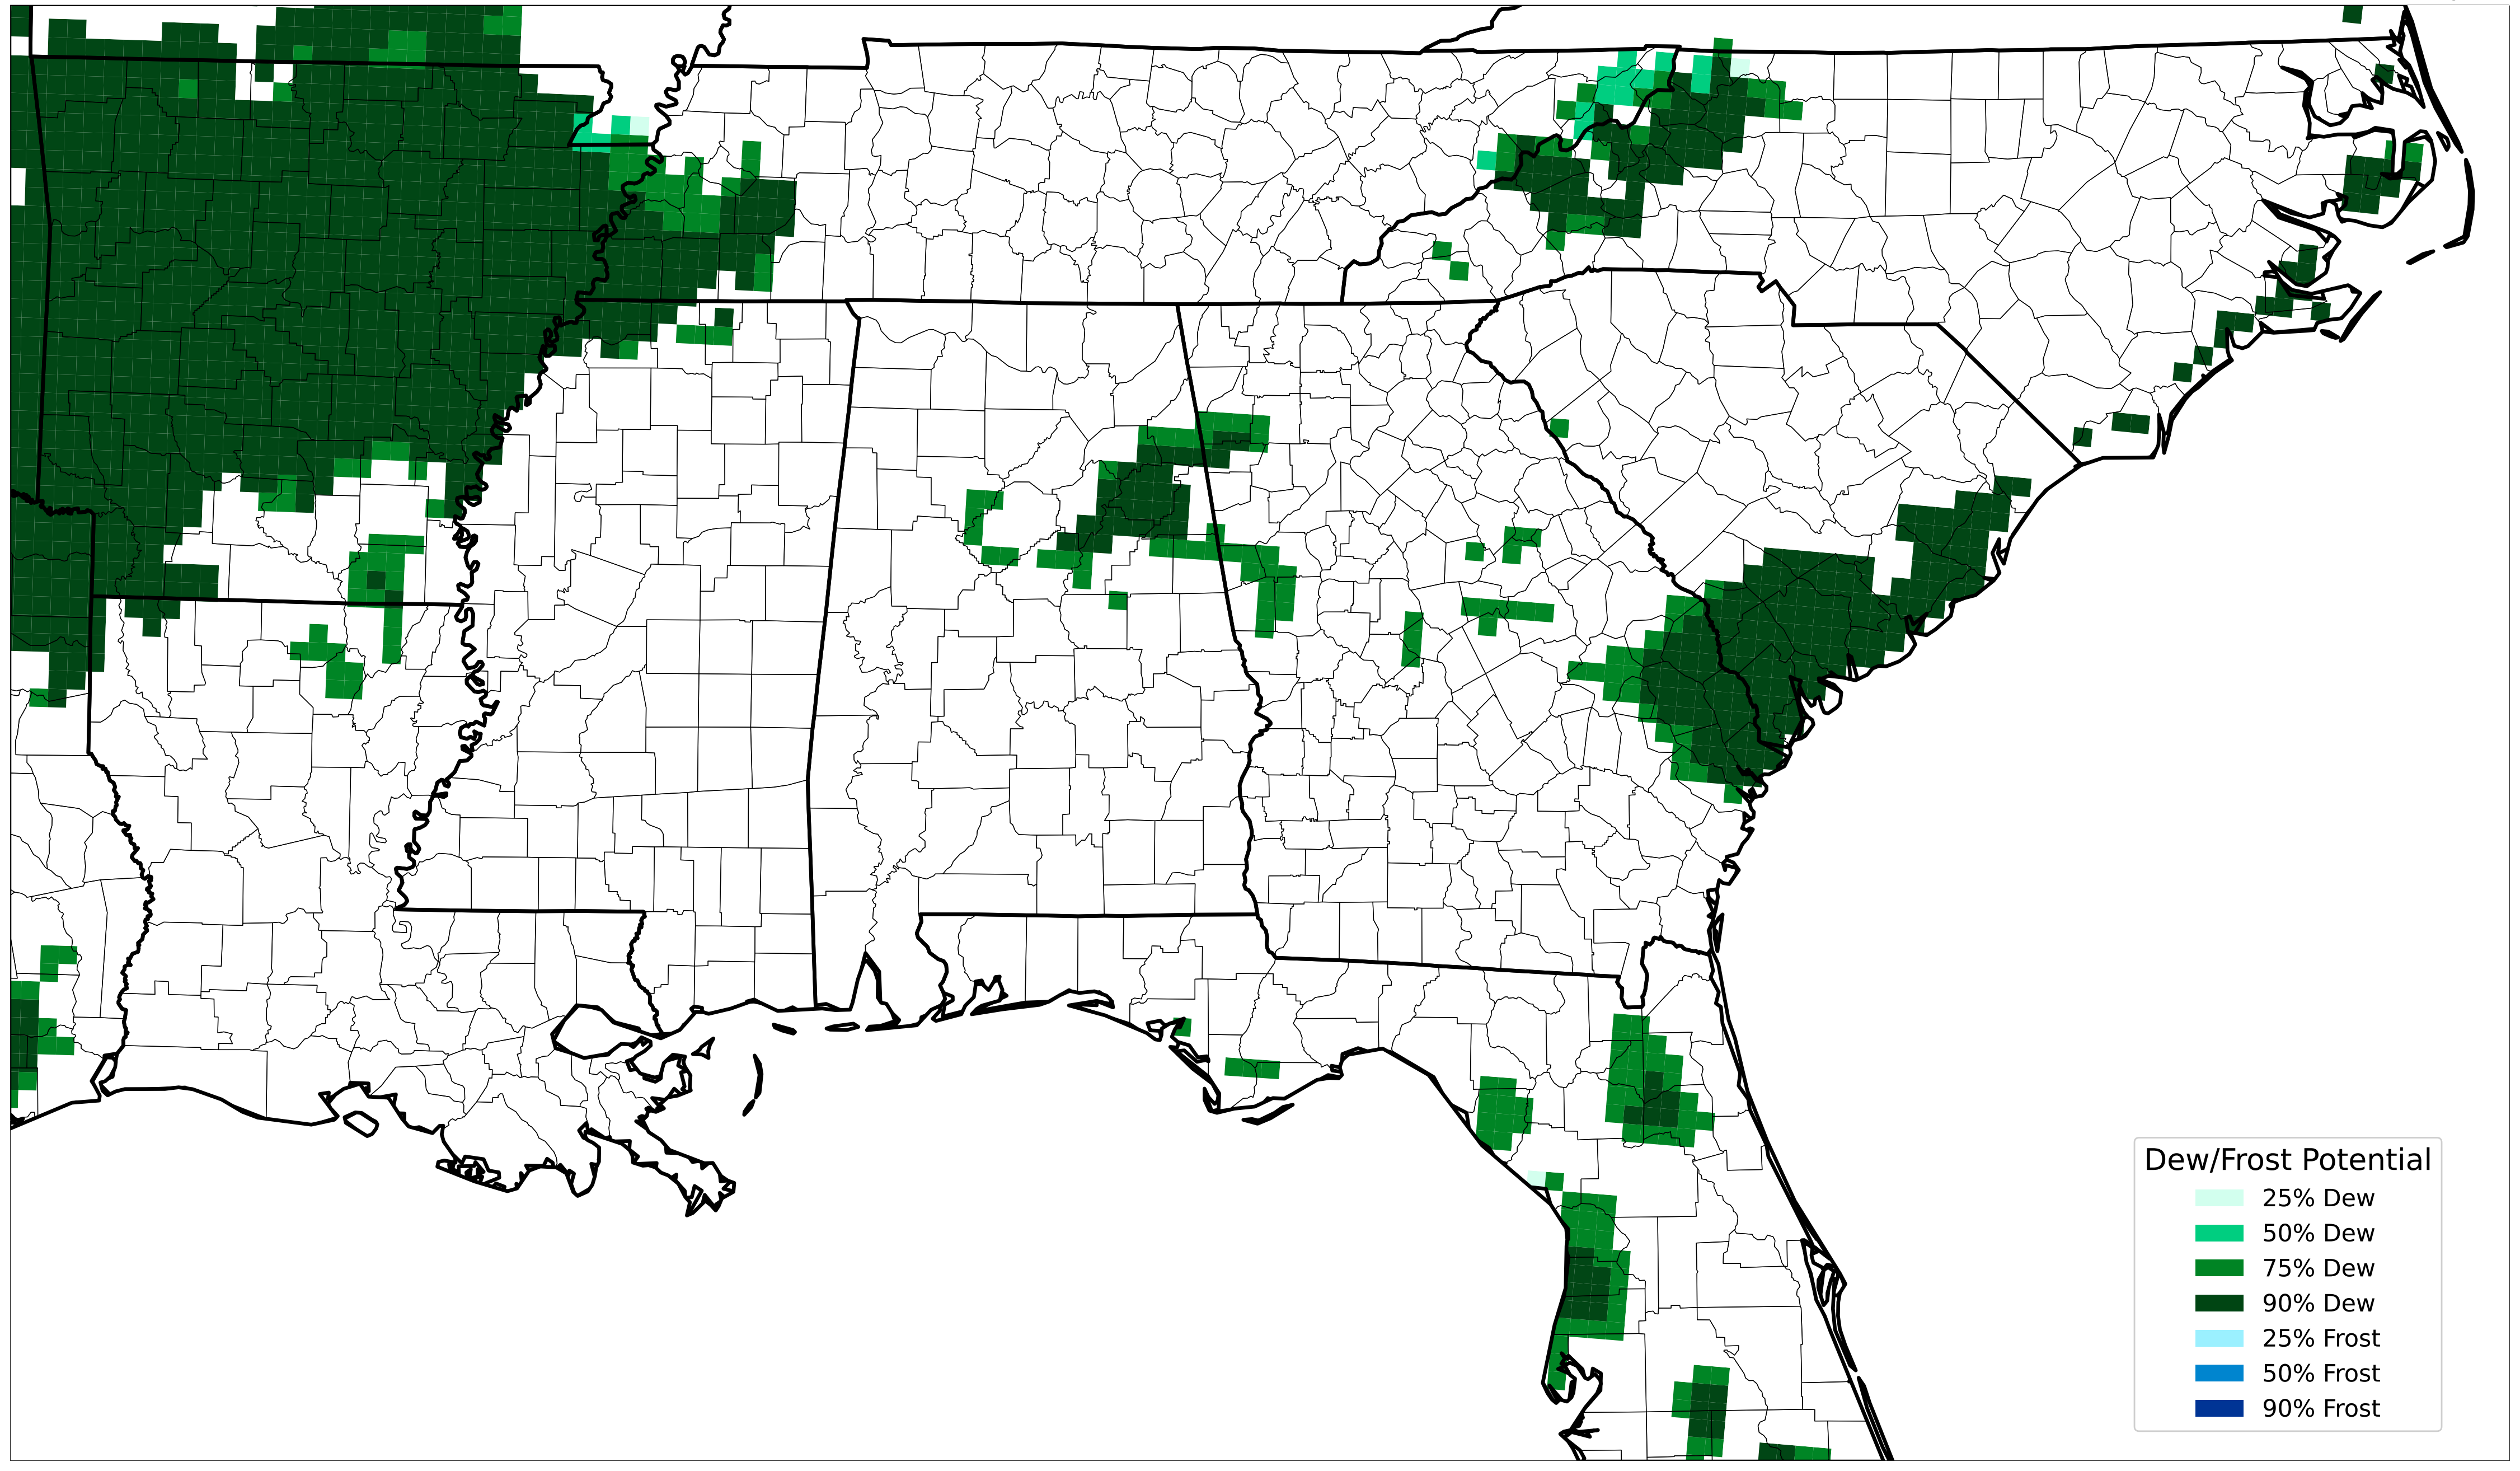 Dew/Frost Potential
25% Dew
50% Dew
75% Dew
90% Dew
25% Frost
50% Frost
90% Frost